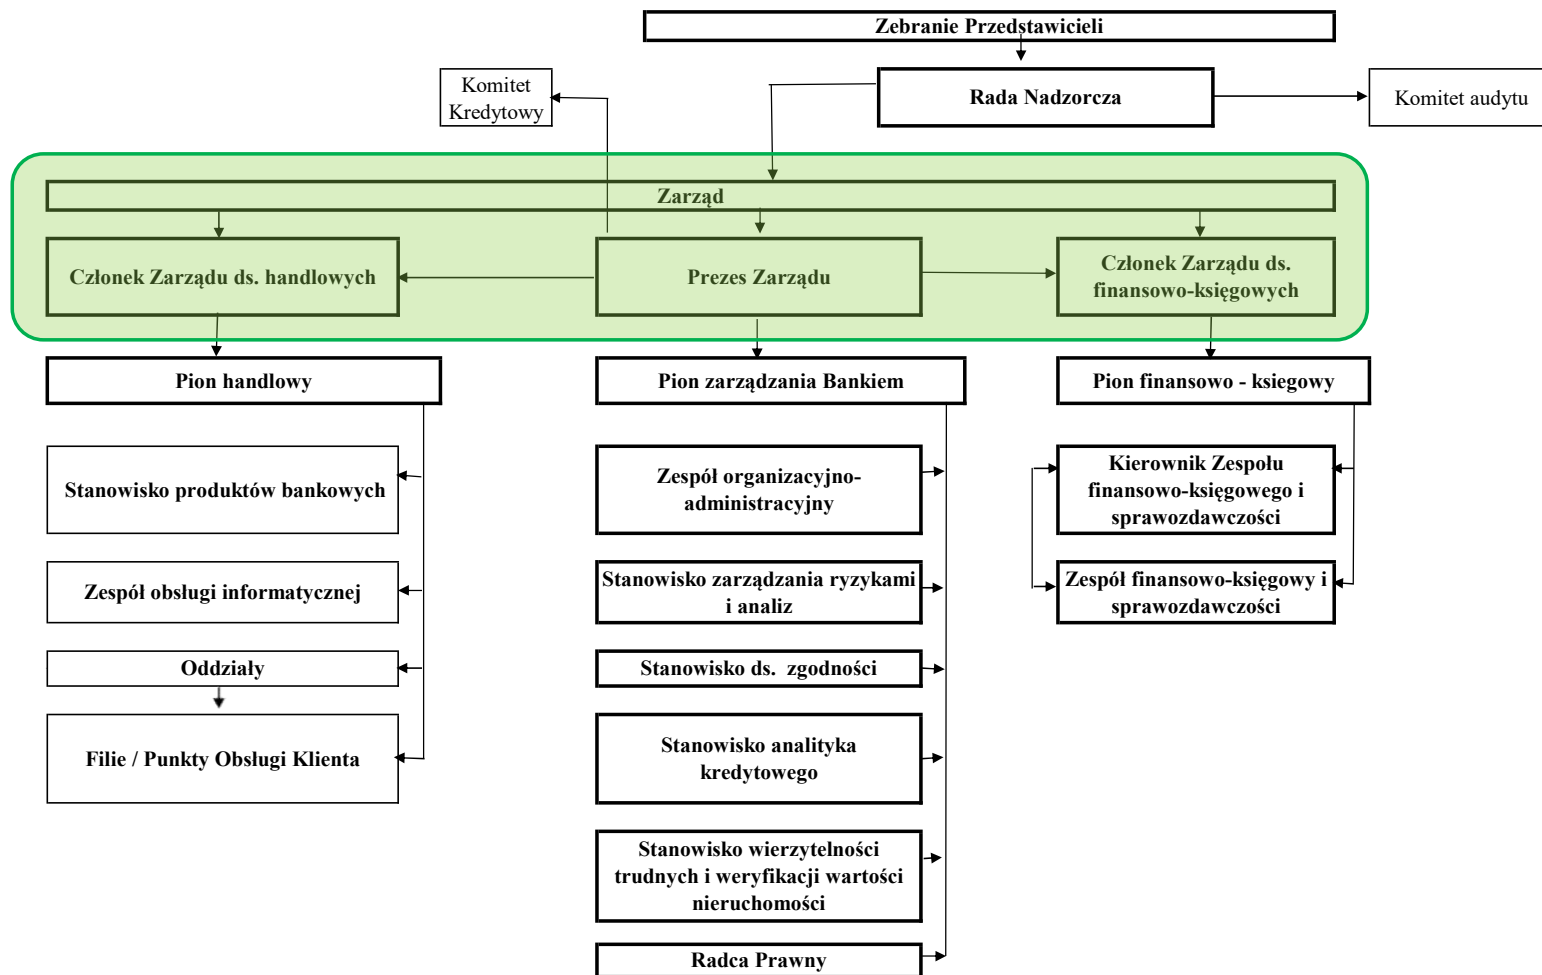 Zebranie Przedstawicieli
Komitet
Kredytowy
Rada Nadzorcza
Komitet audytu
Zarząd
Członek Zarządu ds. handlowych
Prezes Zarządu
Członek Zarządu ds.
finansowo-księgowych
Pion handlowy
Pion zarządzania Bankiem
Pion finansowo - ksiegowy
Stanowisko produktów bankowych
Zespół organizacyjno-
administracyjny
Kierownik Zespołu
finansowo-księgowego i
sprawozdawczości
Zespół obsługi informatycznej
Stanowisko zarządzania ryzykami
i analiz
Zespół finansowo-księgowy i
sprawozdawczości
Oddziały
Stanowisko ds. zgodności
Filie / Punkty Obsługi Klienta
Stanowisko analityka
kredytowego
Stanowisko wierzytelności
trudnych i weryfikacji wartości
nieruchomości
Radca Prawny